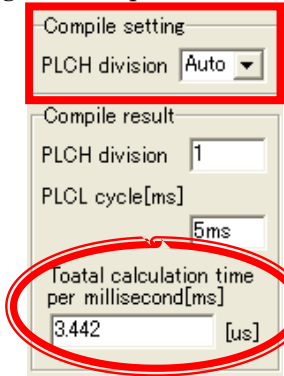 Compile setting
PLCH division Auto
Compile result
PLCH division 1
PLCL cycle[ms]
5ms
Toatal calculation time
per millisecond[ms]
3.442 [us]